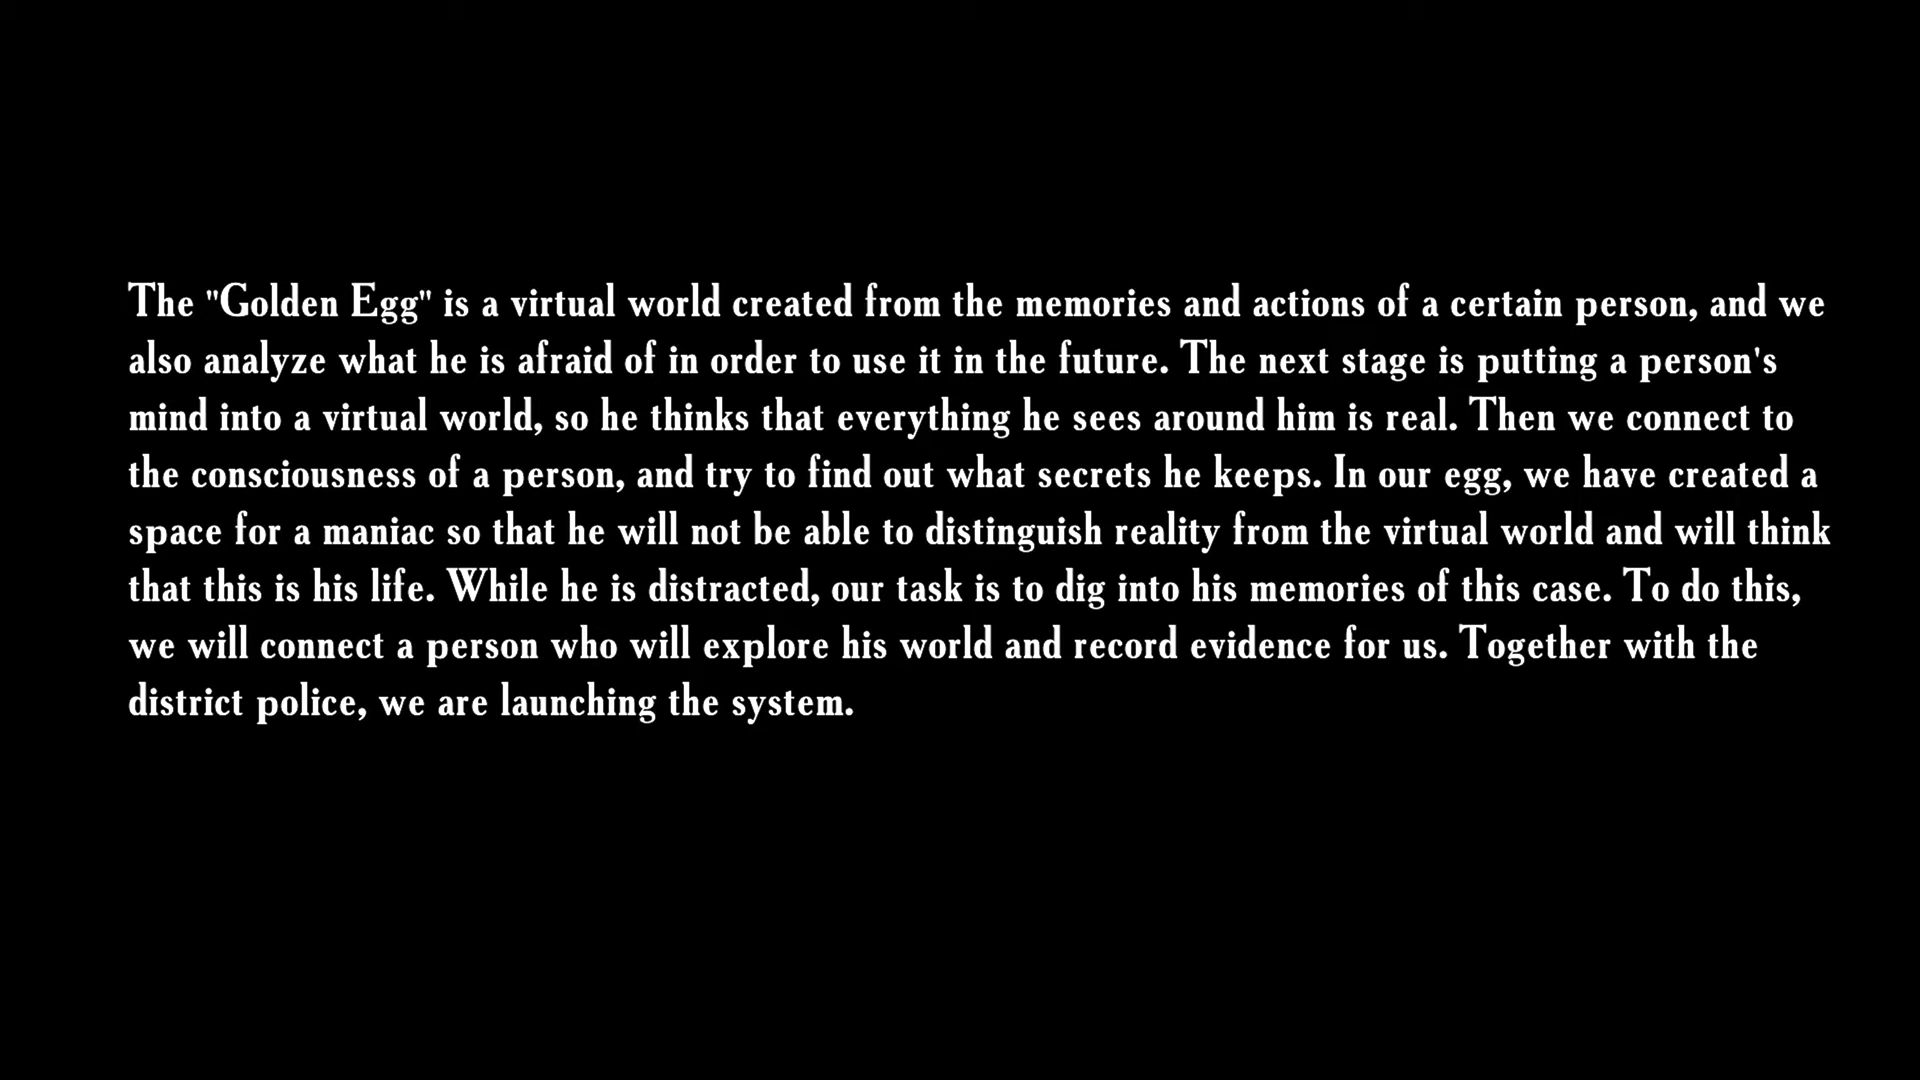 The "Golden Egg" is a virtual world created from the memories and actions of a certain person, and we
also analyze what he is afraid of in order to use it in the future. The next stage is putting a person's
mind into a virtual world, so he thinks that everything he sees around him is real. Then we connect to
the consciousness of a person, and try to find out what secrets he keeps. In our egg, we have created a
space for a maniac so that he will not be able to distinguish reality from the virtual world and will think
that this is his life. While he is distracted, our task is to dig into his memories of this case. To do this,
we will connect a person who will explore his world and record evidence for us. Together with the
district police, we are launching the system.